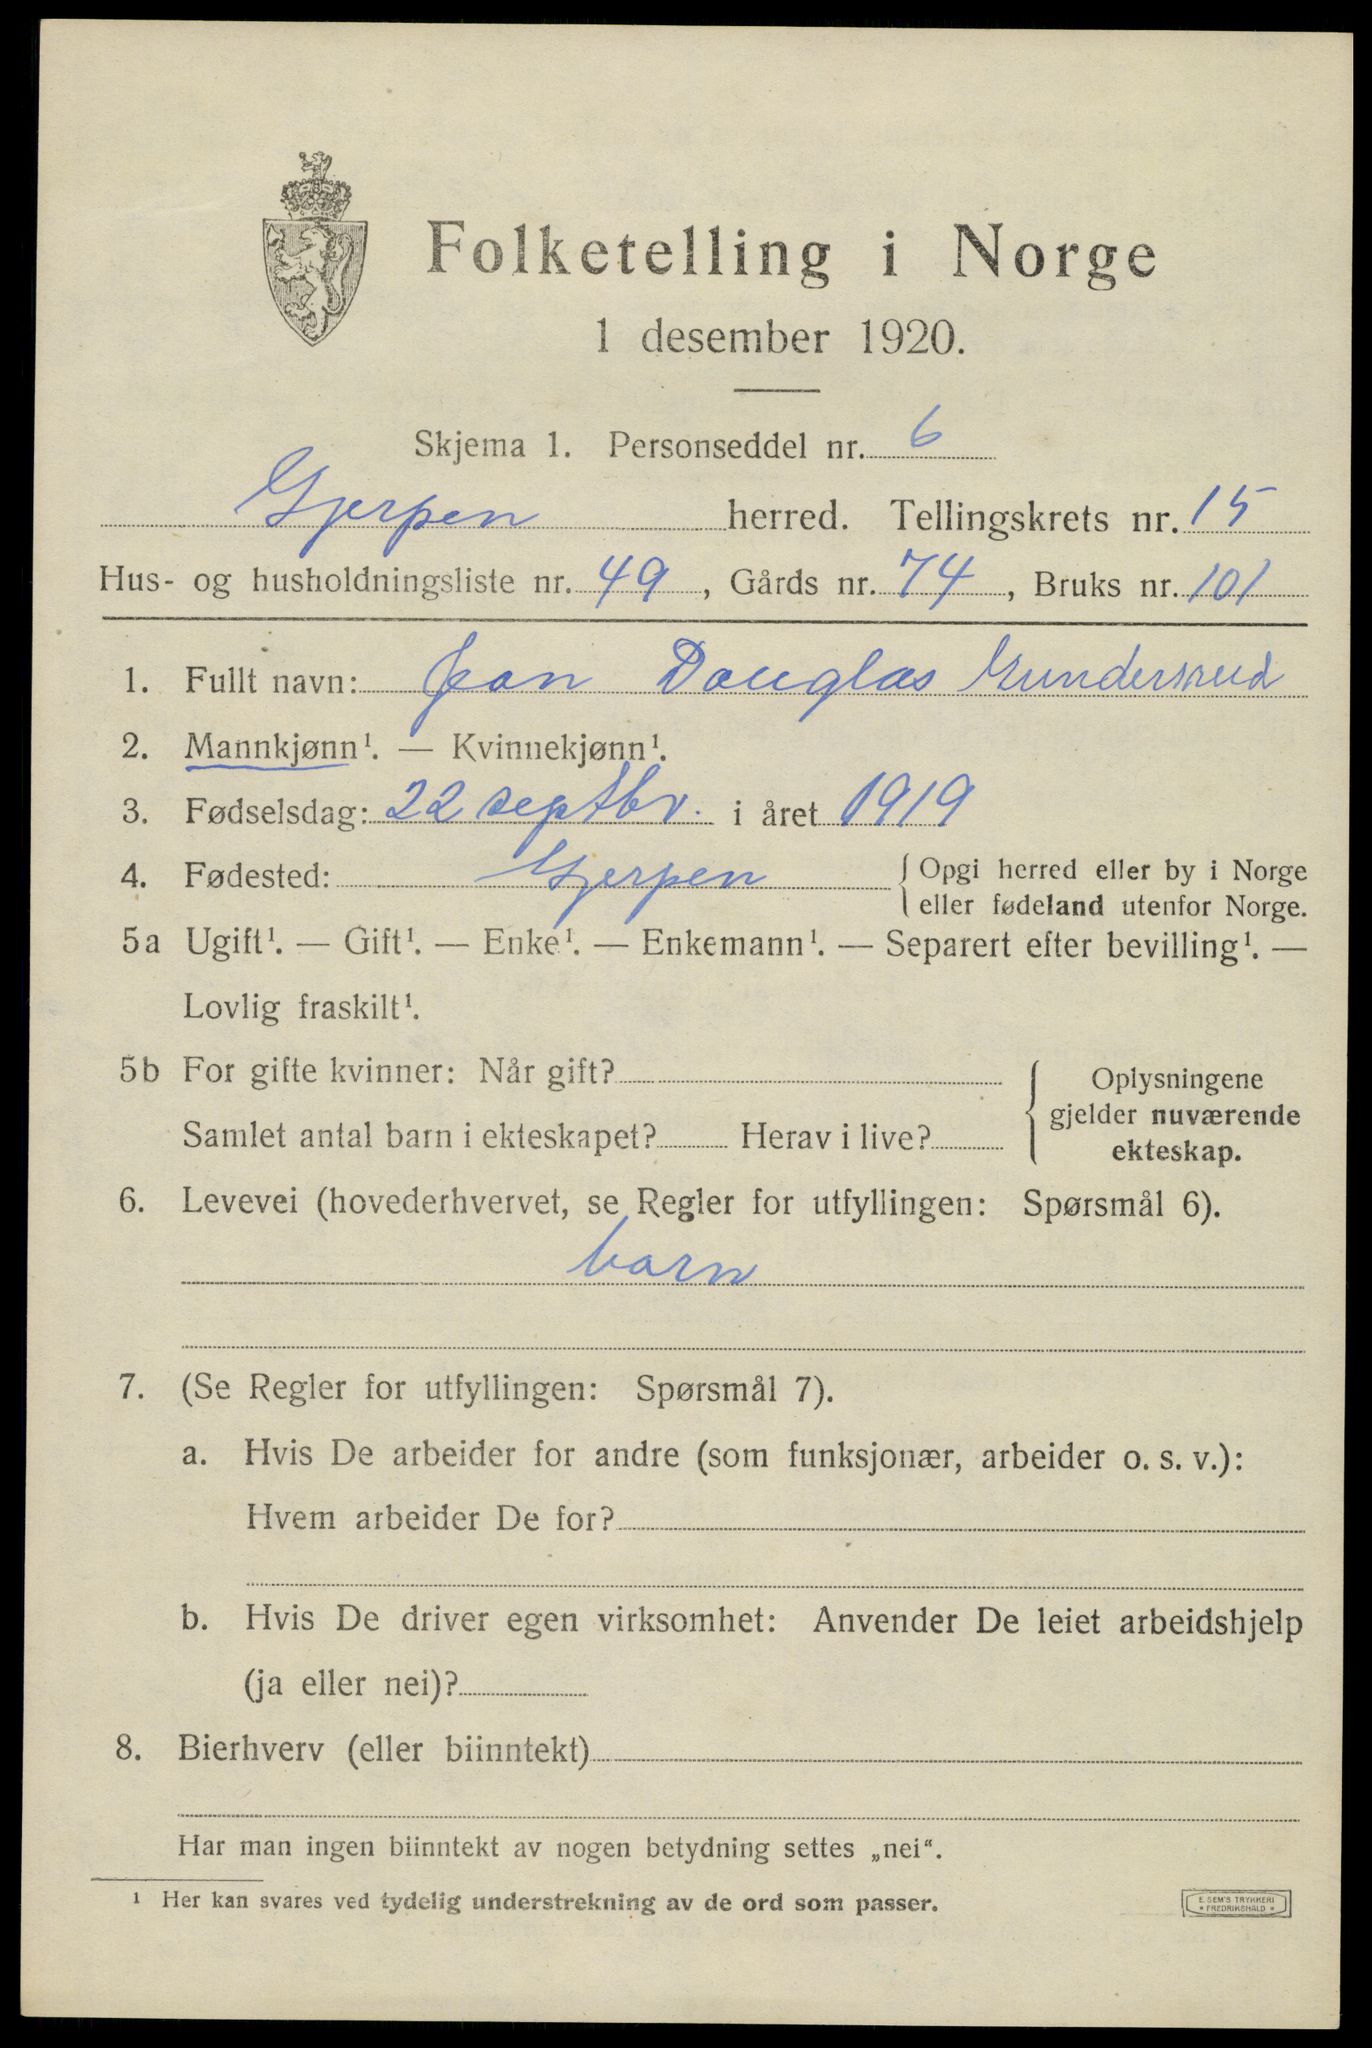 Folketelling i Norge
1 desember 1920.
Skjema 1. Personseddel nr. 6
Gjerpen herred. Tellingskrets nr. 15
Hus- og husholdningsliste nr. 49, Gårds nr. 74, Bruks nr. 101
1. Fullt navn: Jean Douglas Gundersrud
2. Mannkjønn¹. — Kvinnekjønn¹.
3. Fødselsdag: 22 septbr. i året 1919
4. Fødested: Gjerpen { Opgi herred eller by i Norge
eller fødeland utenfor Norge.
5a Ugift¹. — Gift¹. — Enke¹. — Enkemann¹. — Separert efter bevilling¹. —
Lovlig fraskilt¹.
5b For gifte kvinner: Når gift?
Samlet antal barn i ekteskapet? Herav i live?
{ Oplysningene
gjelder nuværende
ekteskap.
6. Levevei (hovederhvervet, se Regler for utfyllingen: Spørsmål 6).
barn
7. (Se Regler for utfyllingen: Spørsmål 7).
a. Hvis De arbeider for andre (som funksjonær, arbeider o. s. v.):
Hvem arbeider De for?
b. Hvis De driver egen virksomhet: Anvender De leiet arbeidshjelp
(ja eller nei)?
8. Bierhverv (eller biinntekt)
Har man ingen biinntekt av nogen betydning settes „nei“.
¹ Her kan svares ved tydelig understrekning av de ord som passer.
E. SEM'S TRYKKERI
* FREDRIKSHALD *